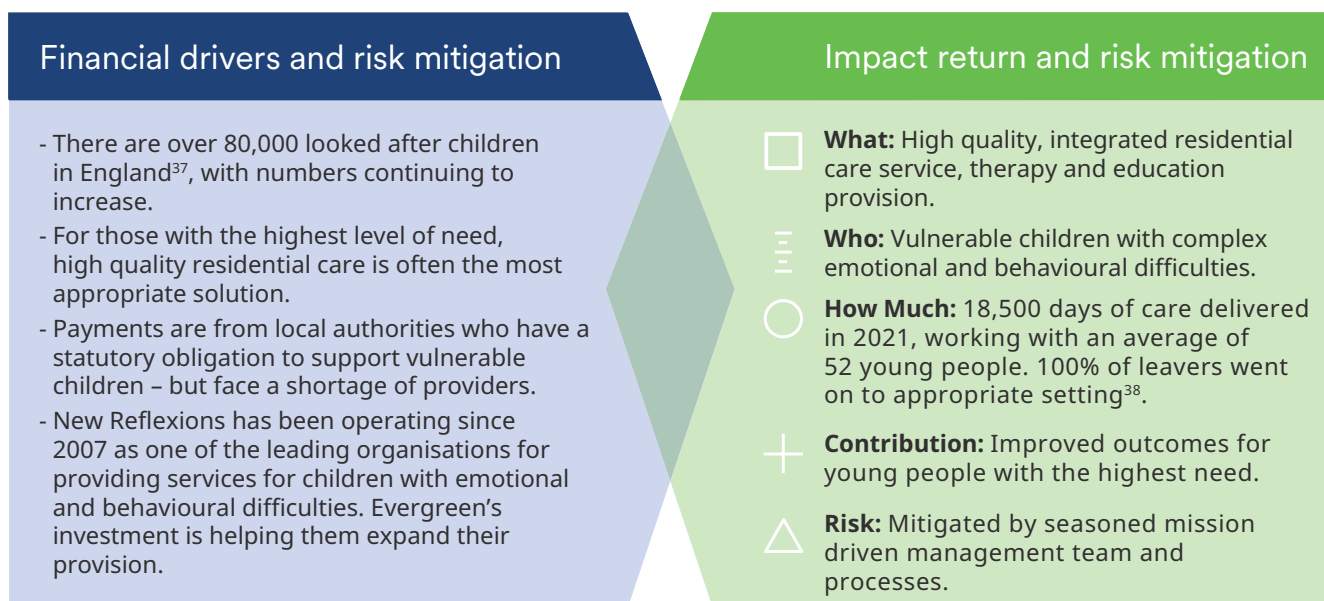 Financial drivers and risk mitigation
- There are over 80,000 looked after children
in England37, with numbers continuing to
increase.
- For those with the highest level of need,
high quality residential care is often the most
appropriate solution.
- Payments are from local authorities who have a
statutory obligation to support vulnerable
children – but face a shortage of providers.
- New Reflexions has been operating since
2007 as one of the leading organisations for
providing services for children with emotional
and behavioural difficulties. Evergreen’s
investment is helping them expand their
provision.
Impact return and risk mitigation
What: High quality, integrated residential
care service, therapy and education
provision.
Who: Vulnerable children with complex
emotional and behavioural difficulties.
How Much: 18,500 days of care delivered
in 2021, working with an average of
52 young people. 100% of leavers went
on to appropriate setting38.
Contribution: Improved outcomes for
young people with the highest need.
Risk: Mitigated by seasoned mission
driven management team and
processes.